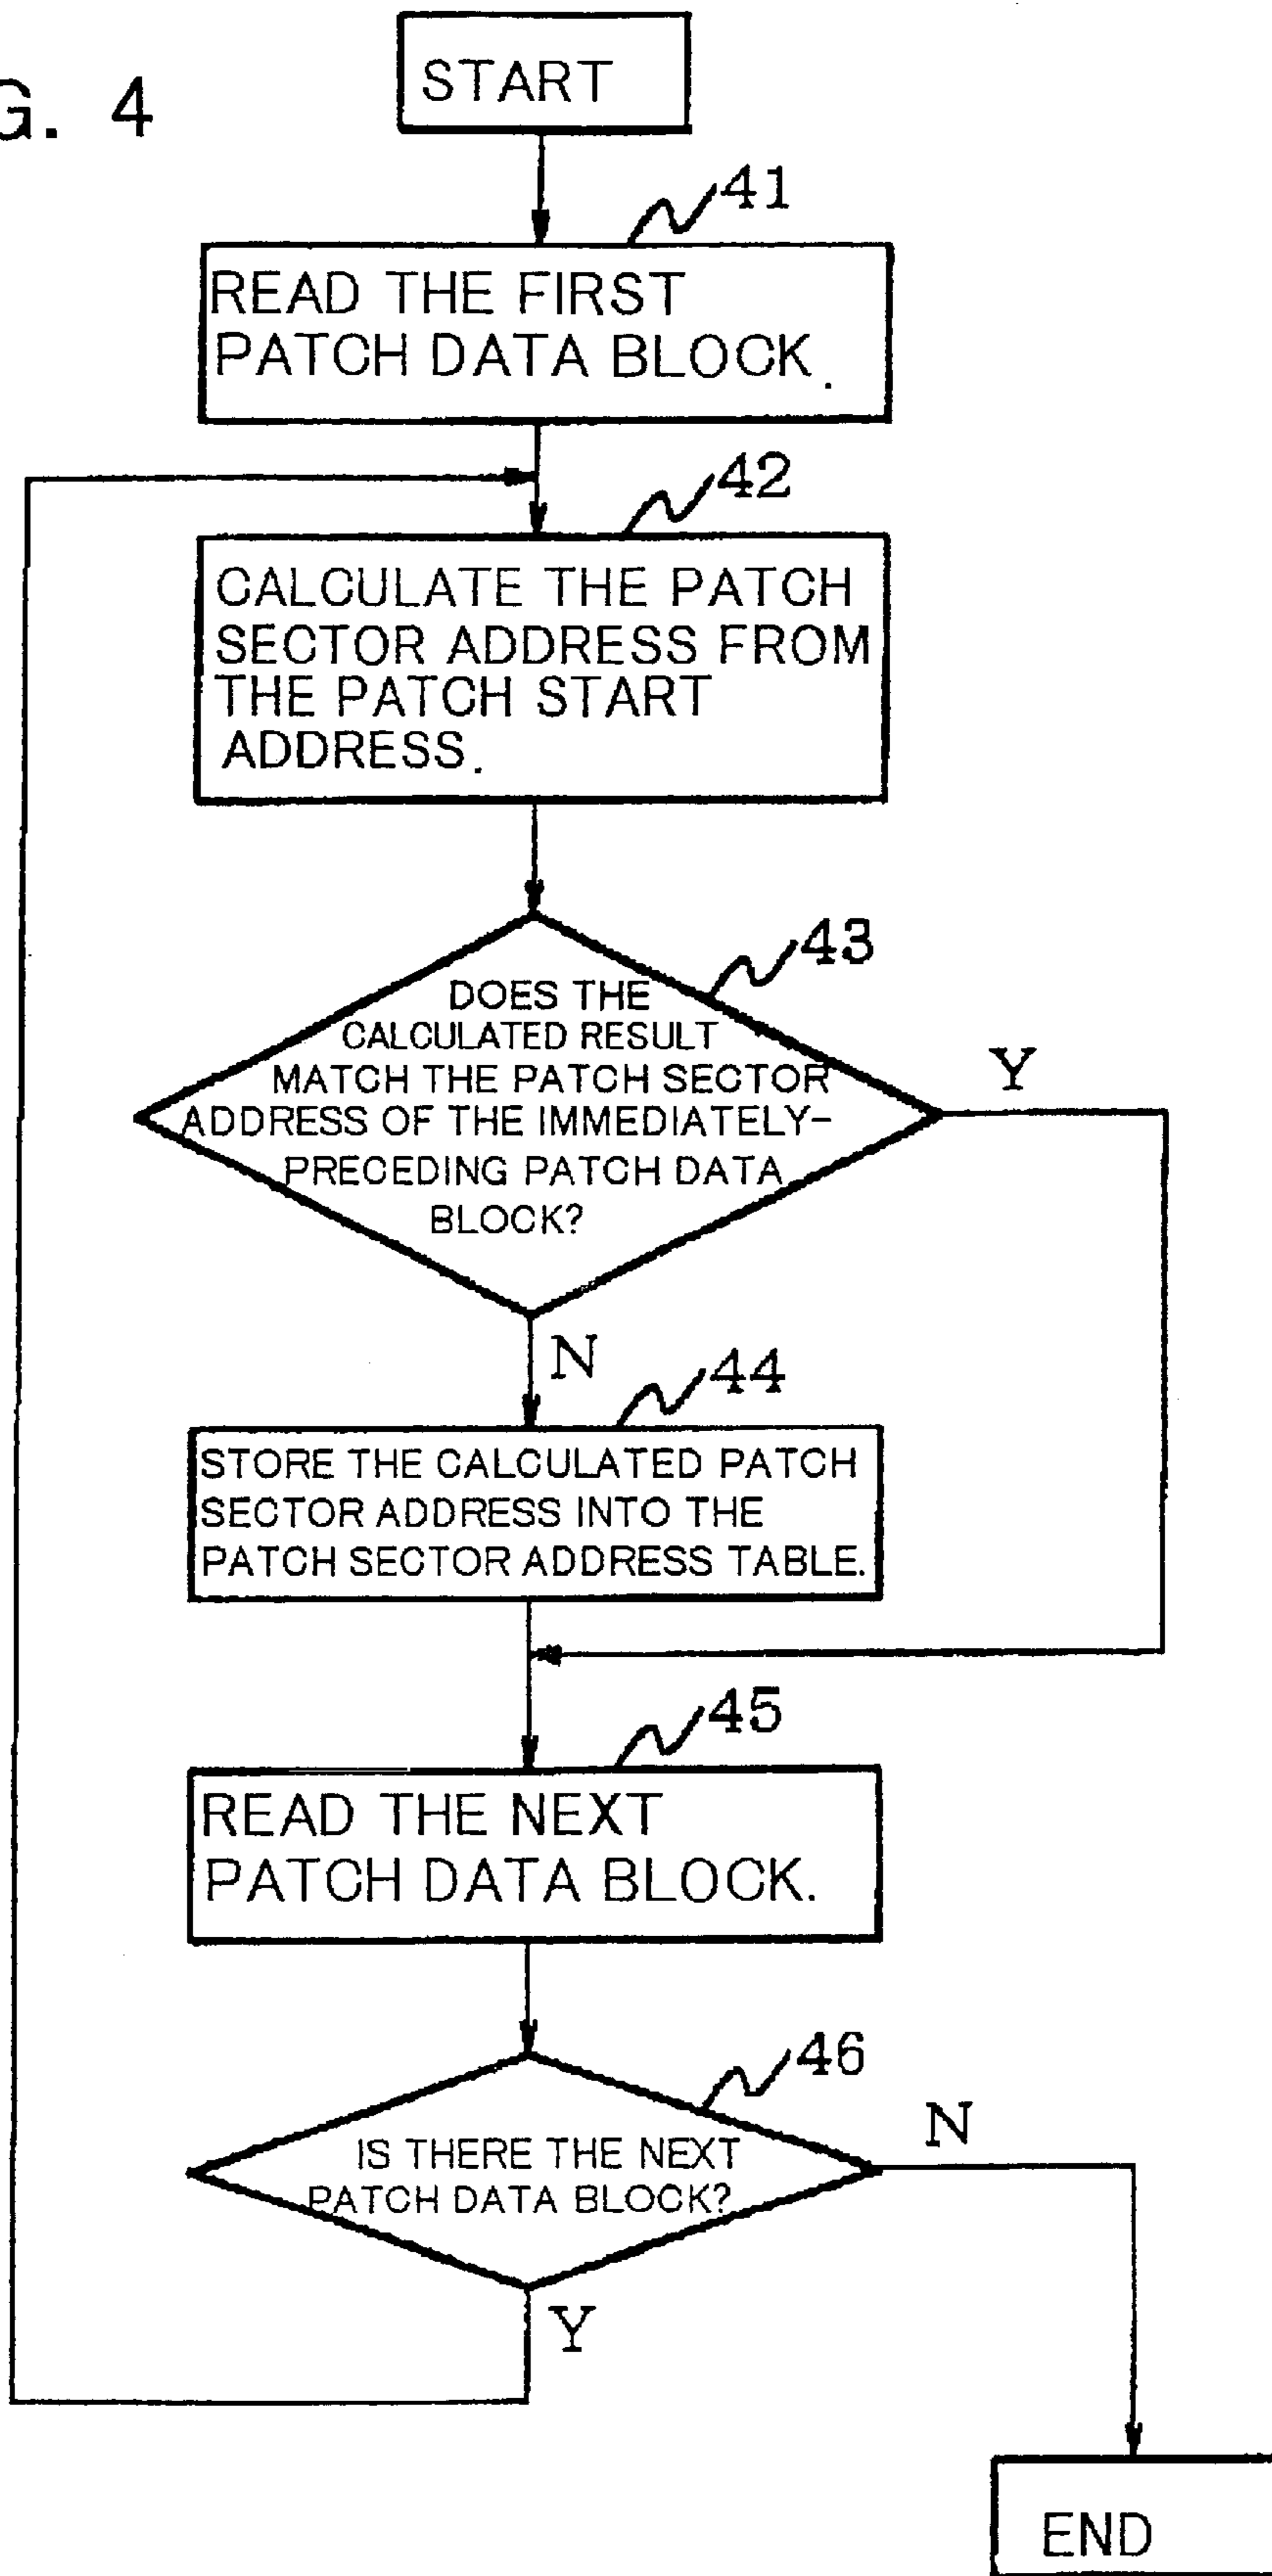 G. 4
START
41
READ THE FIRST
PATCH DATA BLOCK.
42
CALCULATE THE PATCH
SECTOR ADDRESS FROM
THE PATCH START
ADDRESS.
43
DOES THE
CALCULATED RESULT
MATCH THE PATCH SECTOR
ADDRESS OF THE IMMEDIATELY-
PRECEDING PATCH DATA
BLOCK?
Y
N
44
STORE THE CALCULATED PATCH
SECTOR ADDRESS INTO THE
PATCH SECTOR ADDRESS TABLE.
45
READ THE NEXT
PATCH DATA BLOCK.
46
IS THERE THE NEXT
PATCH DATA BLOCK?
N
Y
END